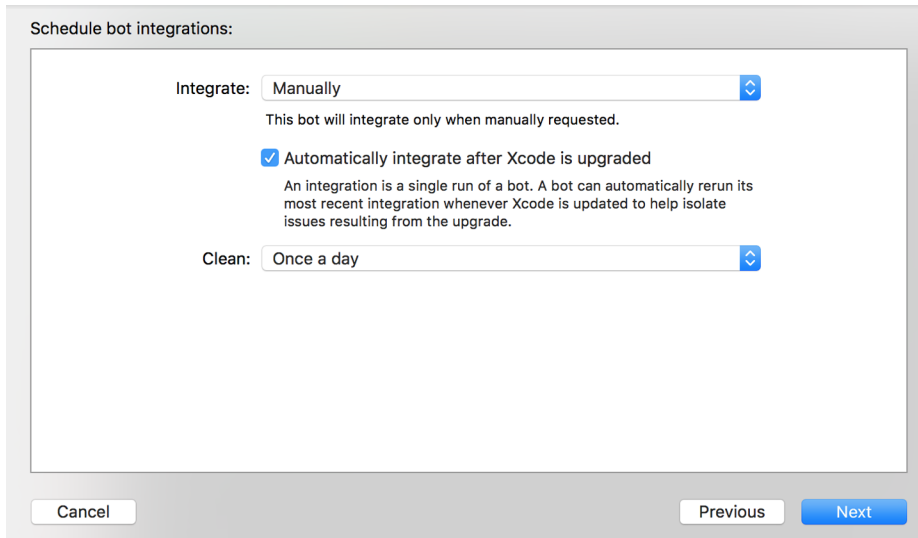 Schedule bot integrations:
Integrate: Manually
This bot will integrate only when manually requested.
Automatically integrate after Xcode is upgraded
An integration is a single run of a bot. A bot can automatically rerun its
most recent integration whenever Xcode is updated to help isolate
issues resulting from the upgrade.
Clean: Once a day
Cancel Previous Next